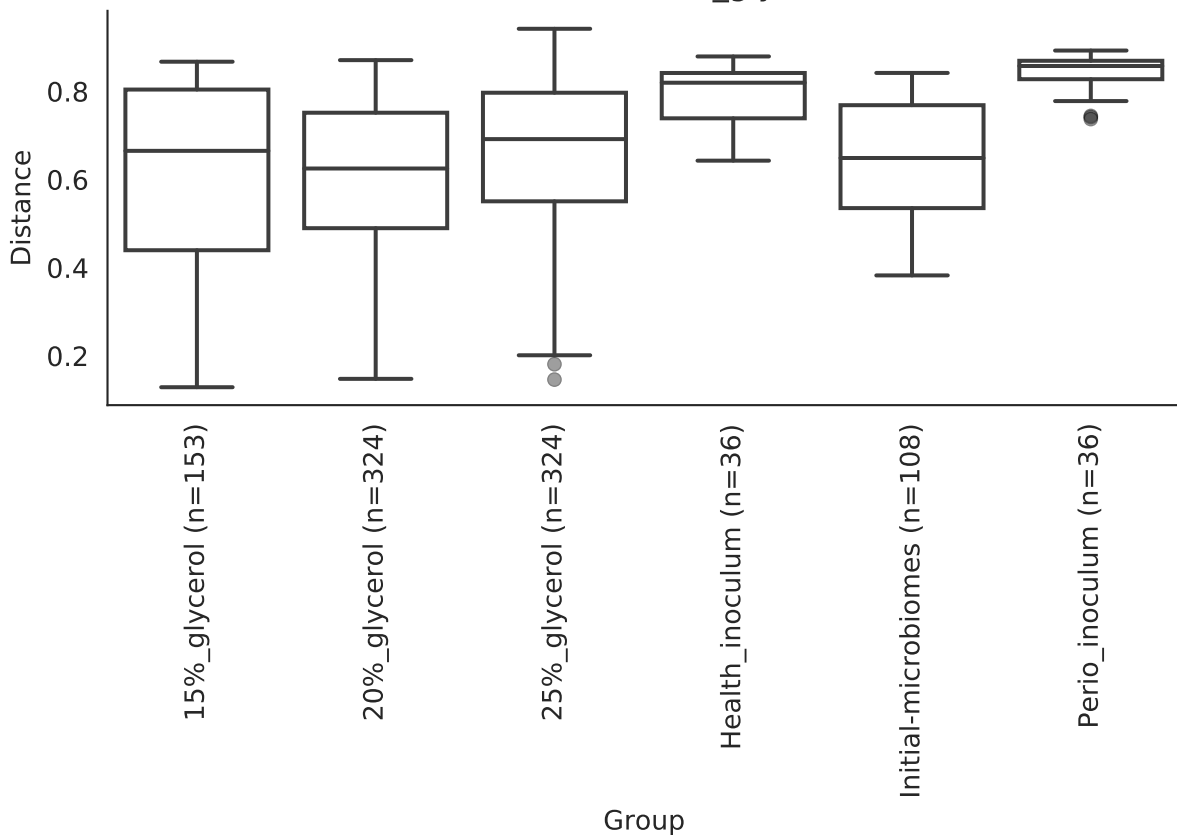 Distance
0.8
0.6
0.4
0.2
15%_glycerol (n=153)
20%_glycerol (n=324)
25%_glycerol (n=324)
Health_inoculum (n=36)
Initial-microbiomes (n=108)
Perio_inoculum (n=36)
Group